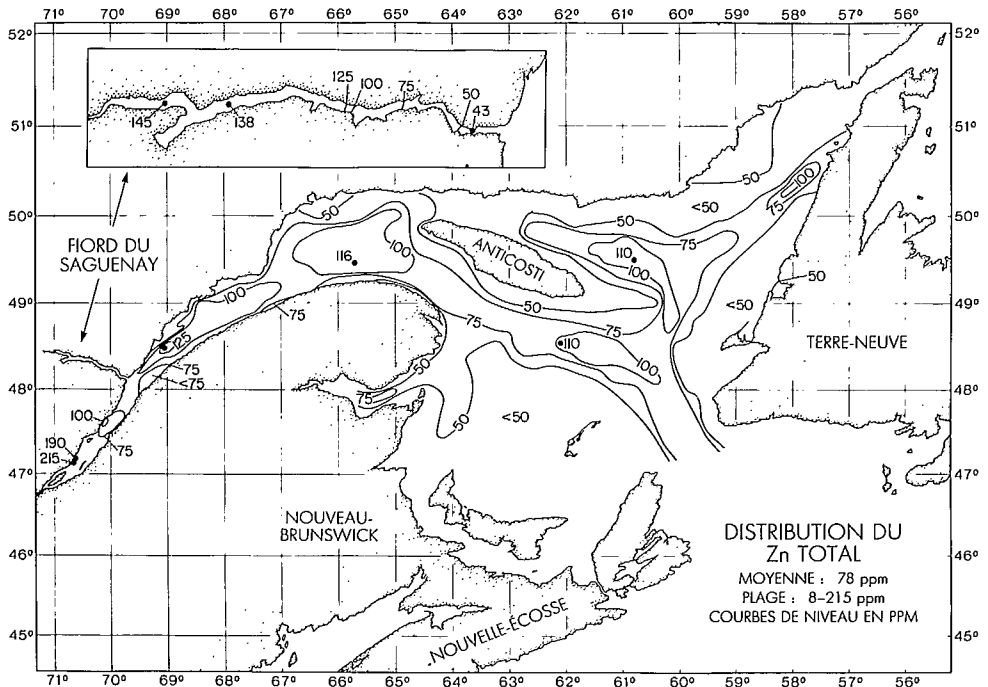 71° 70° 69° 68° 67° 66° 65° 64° 63° 62° 61° 60° 59° 58° 57° 56°
52° 52°
125 100 75 50 43
145 138
51° 51°
50 100
75
50° 50 50 <50 50°
FIORD DU
SAGUENAY
116 100 ANTICOSTI 110 75
100
100 50 <50 50
49° 75 49°
125 75 75 110 TERRE-NEUVE
75 100
<75
48° 50 48°
75
100 50 <50
190 75
215
47° 47°
NOUVEAU-
BRUNSWICK
DISTRIBUTION DU
Zn TOTAL
46° 46°
MOYENNE : 78 ppm
PLAGE : 8–215 ppm
COURBES DE NIVEAU EN PPM
NOUVELLE-ÉCOSSE
45° 45°
71° 70° 69° 68° 67° 66° 65° 64° 63° 62° 61° 60° 59° 58° 57° 56°